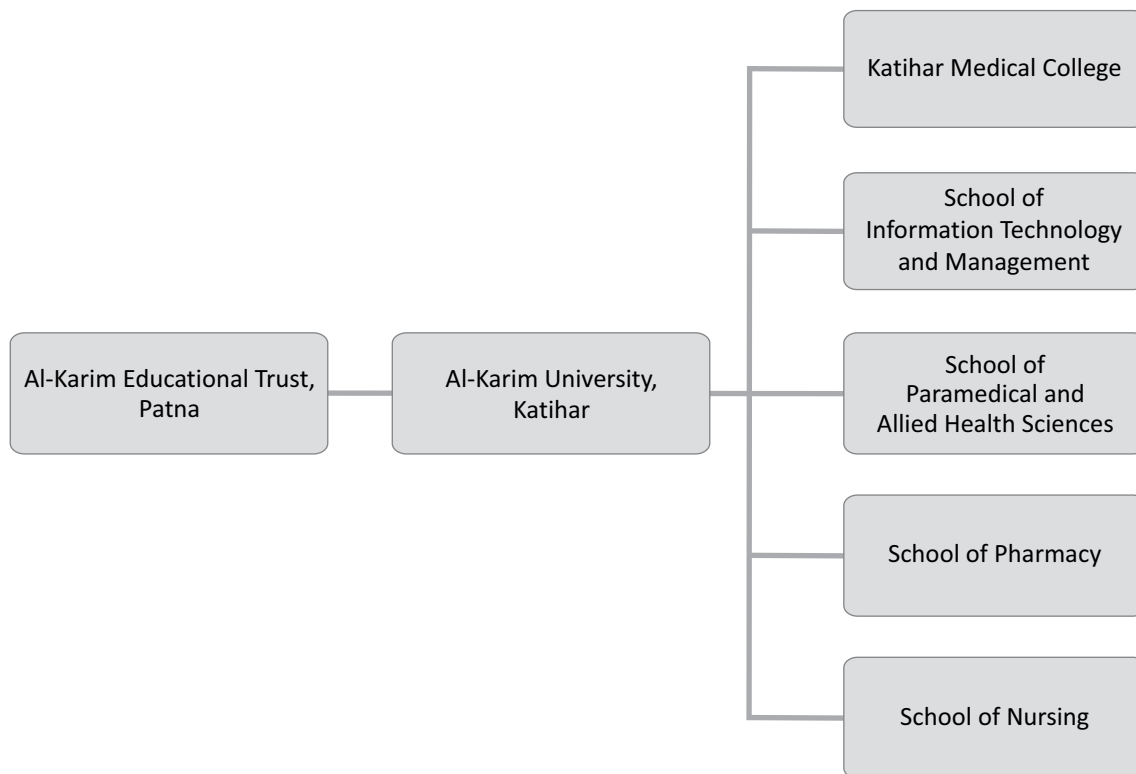 Katihar Medical College
School of
Information Technology
and Management
Al-Karim Educational Trust,
Patna
Al-Karim University,
Katihar
School of
Paramedical and
Allied Health Sciences
School of Pharmacy
School of Nursing